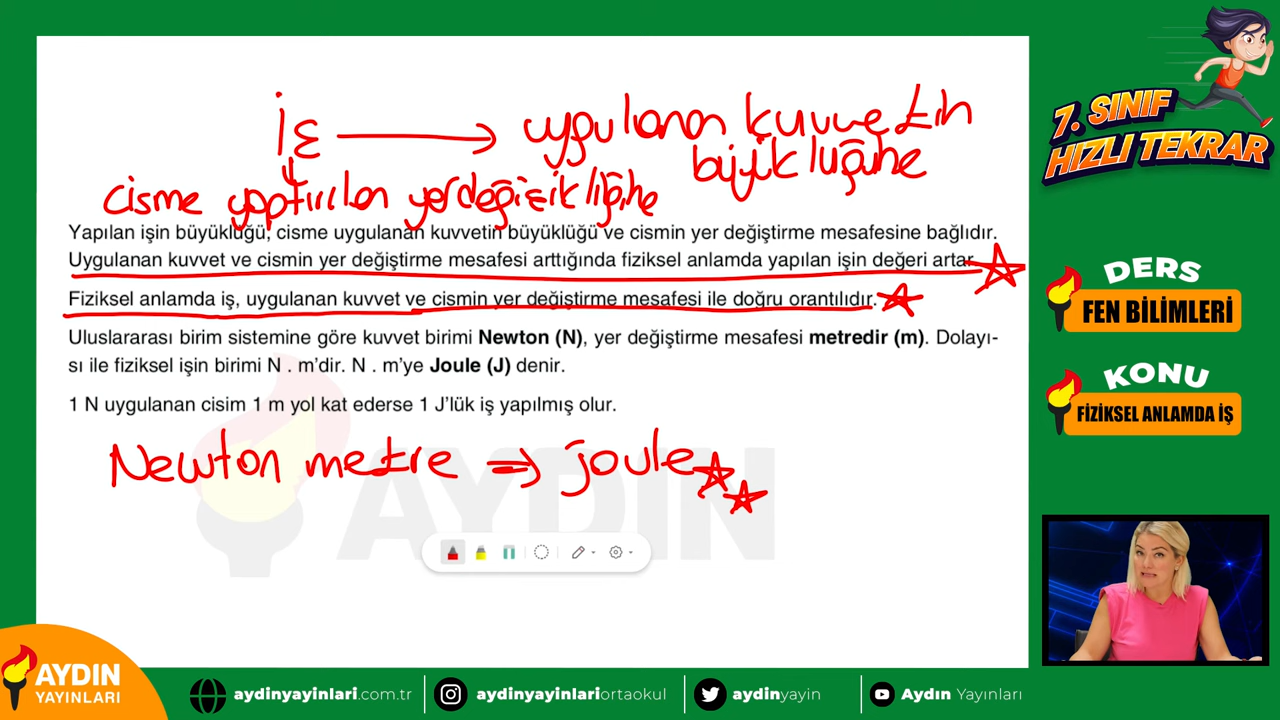 İş → uygulanan kuvvetin
büyüklüğüne
cisme yaptırılan yerdeğişikliğine
Yapılan işin büyüklüğü, cisme uygulanan kuvvetin büyüklüğü ve cismin yer değiştirme mesafesine bağlıdır.
Uygulanan kuvvet ve cismin yer değiştirme mesafesi arttığında fiziksel anlamda yapılan işin değeri artar.
Fiziksel anlamda iş, uygulanan kuvvet ve cismin yer değiştirme mesafesi ile doğru orantılıdır.
Uluslararası birim sistemine göre kuvvet birimi Newton (N), yer değiştirme mesafesi metredir (m). Dolayı-
sı ile fiziksel işin birimi N . m'dir. N . m'ye Joule (J) denir.
1 N uygulanan cisim 1 m yol kat ederse 1 J'lük iş yapılmış olur.
Newton metre ⇒ joule
AYDIN
7. SINIF
HIZLI TEKRAR
DERS
FEN BİLİMLERİ
KONU
FİZİKSEL ANLAMDA İŞ
AYDIN
YAYINLARI
aydinyayinlari.com.tr
aydinyayinlariortaokul
aydinyayin
Aydın Yayınları